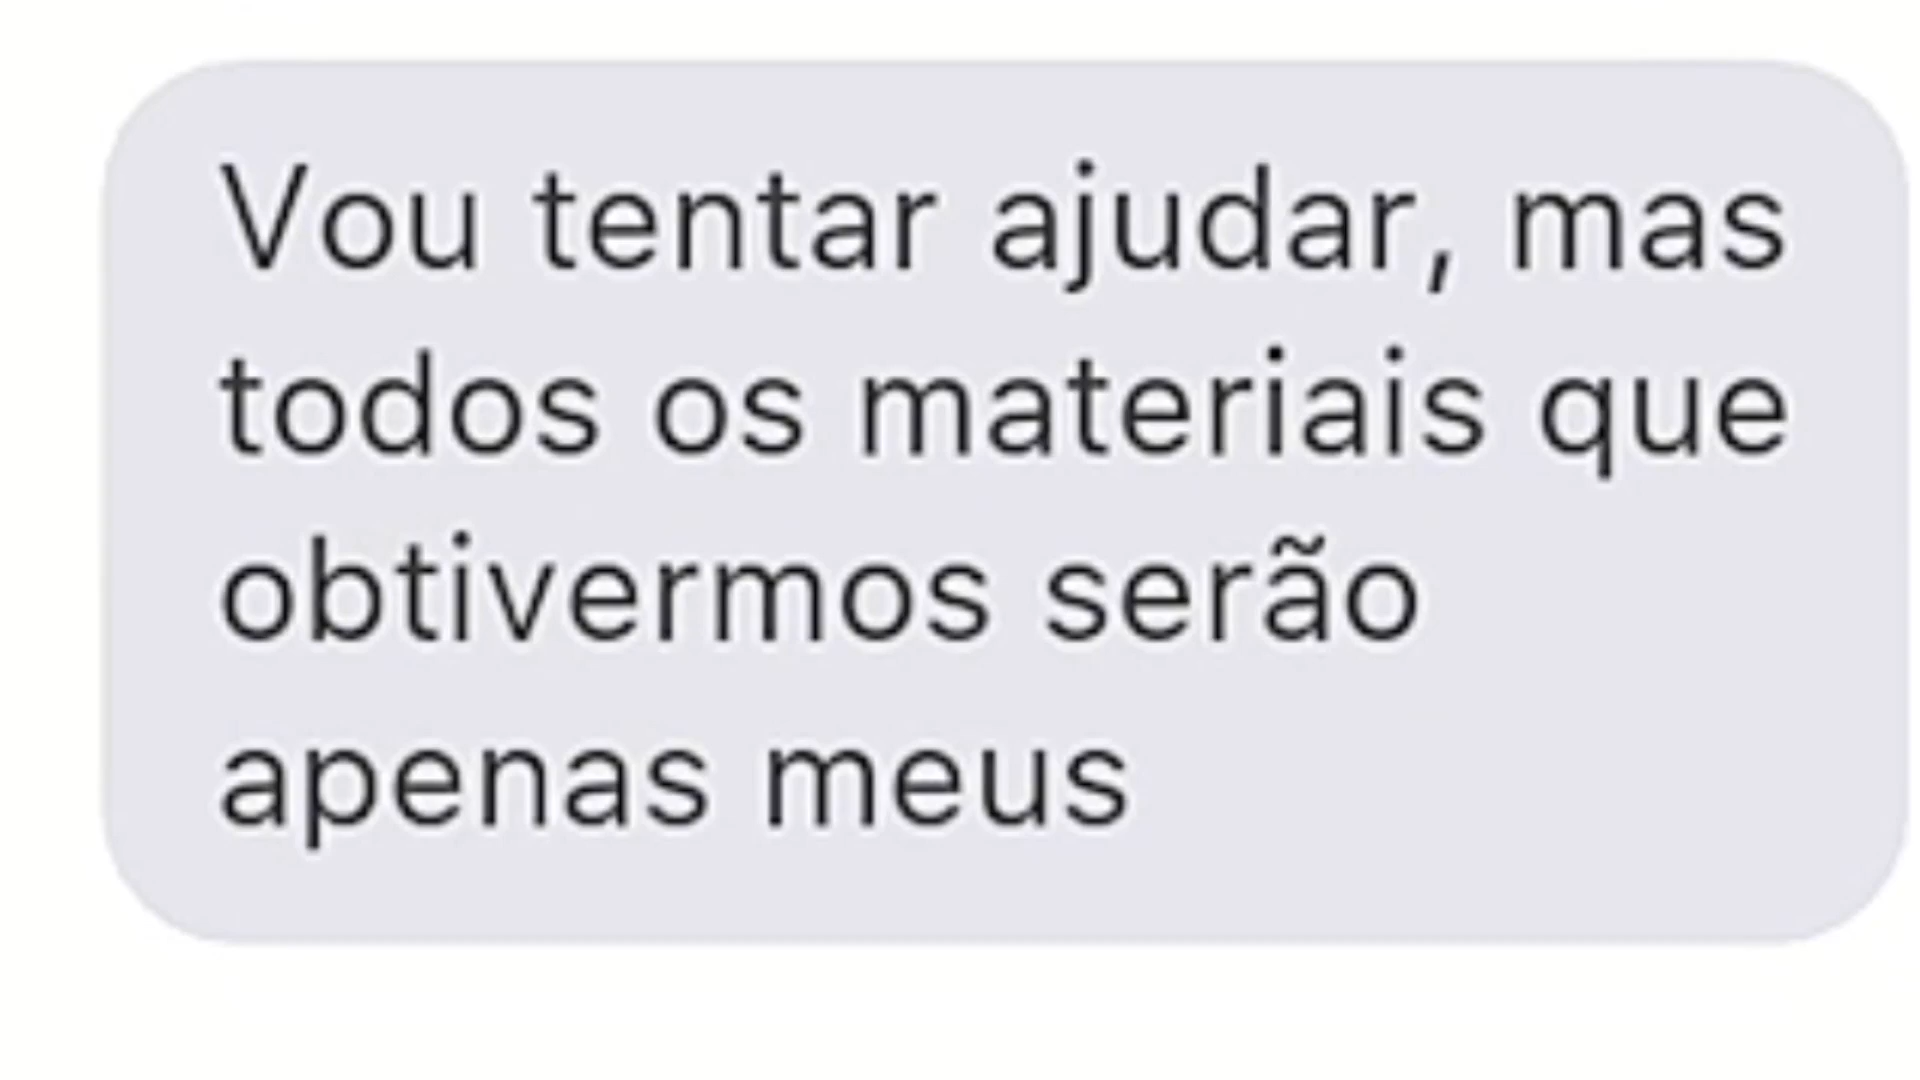 Vou tentar ajudar, mas
todos os materiais que
obtivermos serão
apenas meus